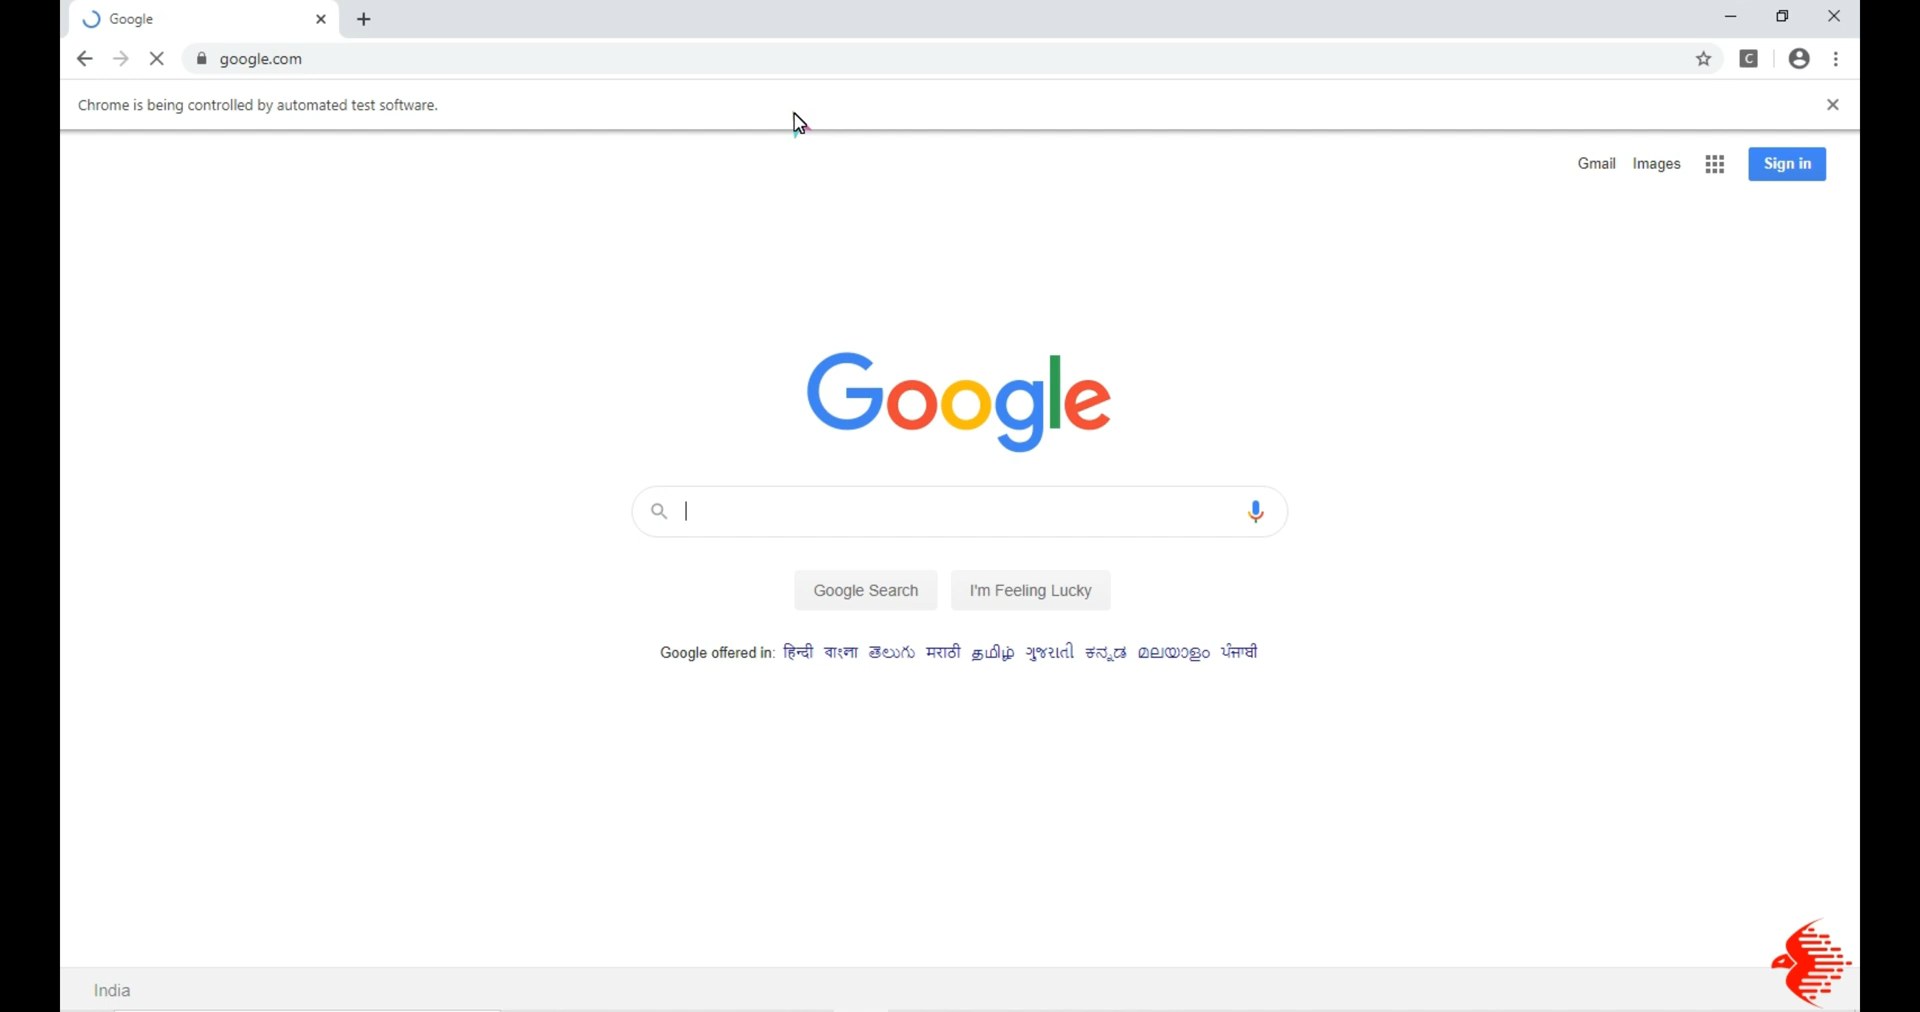 Google
google.com
C
Chrome is being controlled by automated test software.
Gmail Images Sign in
Google
Google Search I'm Feeling Lucky
Google offered in: हिन्दी বাংলা తెలుగు मराठी தமிழ் ગુજરાતી ಕನ್ನಡ മലയാളം ਪੰਜਾਬੀ
India